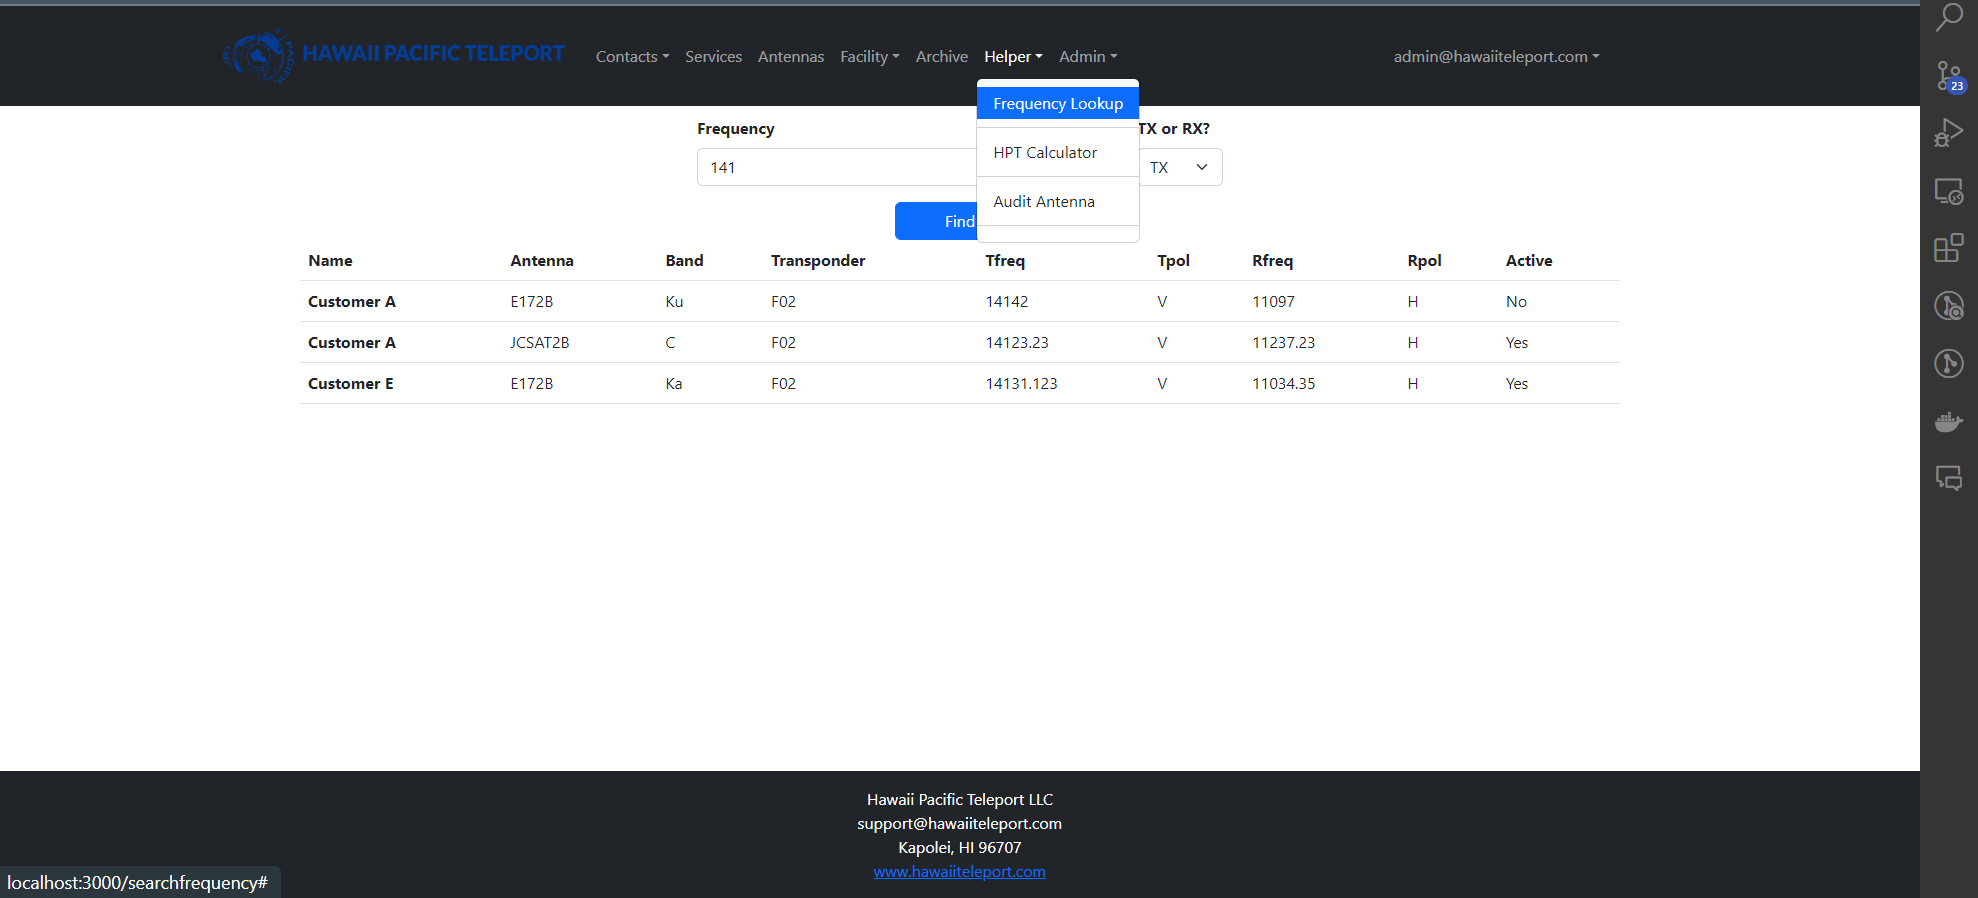 HAWAII PACIFIC TELEPORT Contacts Services Antennas Facility Archive Helper Admin admin@hawaiiteleport.com
23
Frequency Lookup
HPT Calculator
Audit Antenna
Frequency TX or RX?
141 TX
Find
Name Antenna Band Transponder Tfreq Tpol Rfreq Rpol Active
Customer A E172B Ku F02 14142 V 11097 H No
Customer A JCSAT2B C F02 14123.23 V 11237.23 H Yes
Customer E E172B Ka F02 14131.123 V 11034.35 H Yes
Hawaii Pacific Teleport LLC
support@hawaiiteleport.com
Kapolei, HI 96707
www.hawaiiteleport.com
localhost:3000/searchfrequency#